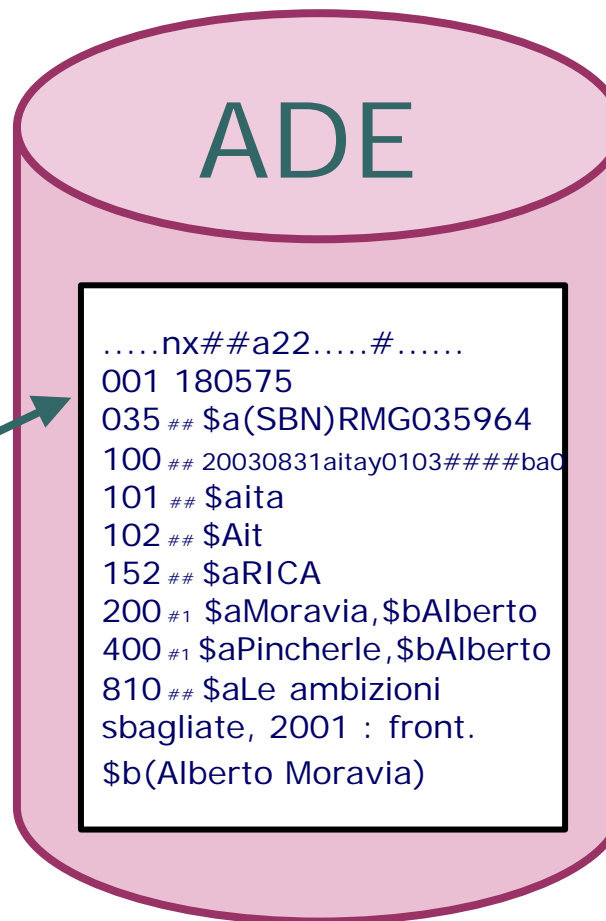 ADE
.....nx##a22.....#......
001 180575
035 ## $a(SBN)RMG035964
100 ## 20030831aitay0103####ba0
101 ## $aita
102 ## $Ait
152 ## $aRICA
200 #1 $aMoravia,$bAlberto
400 #1 $aPincherle,$bAlberto
810 ## $aLe ambizioni
sbagliate, 2001 : front.
$b(Alberto Moravia)